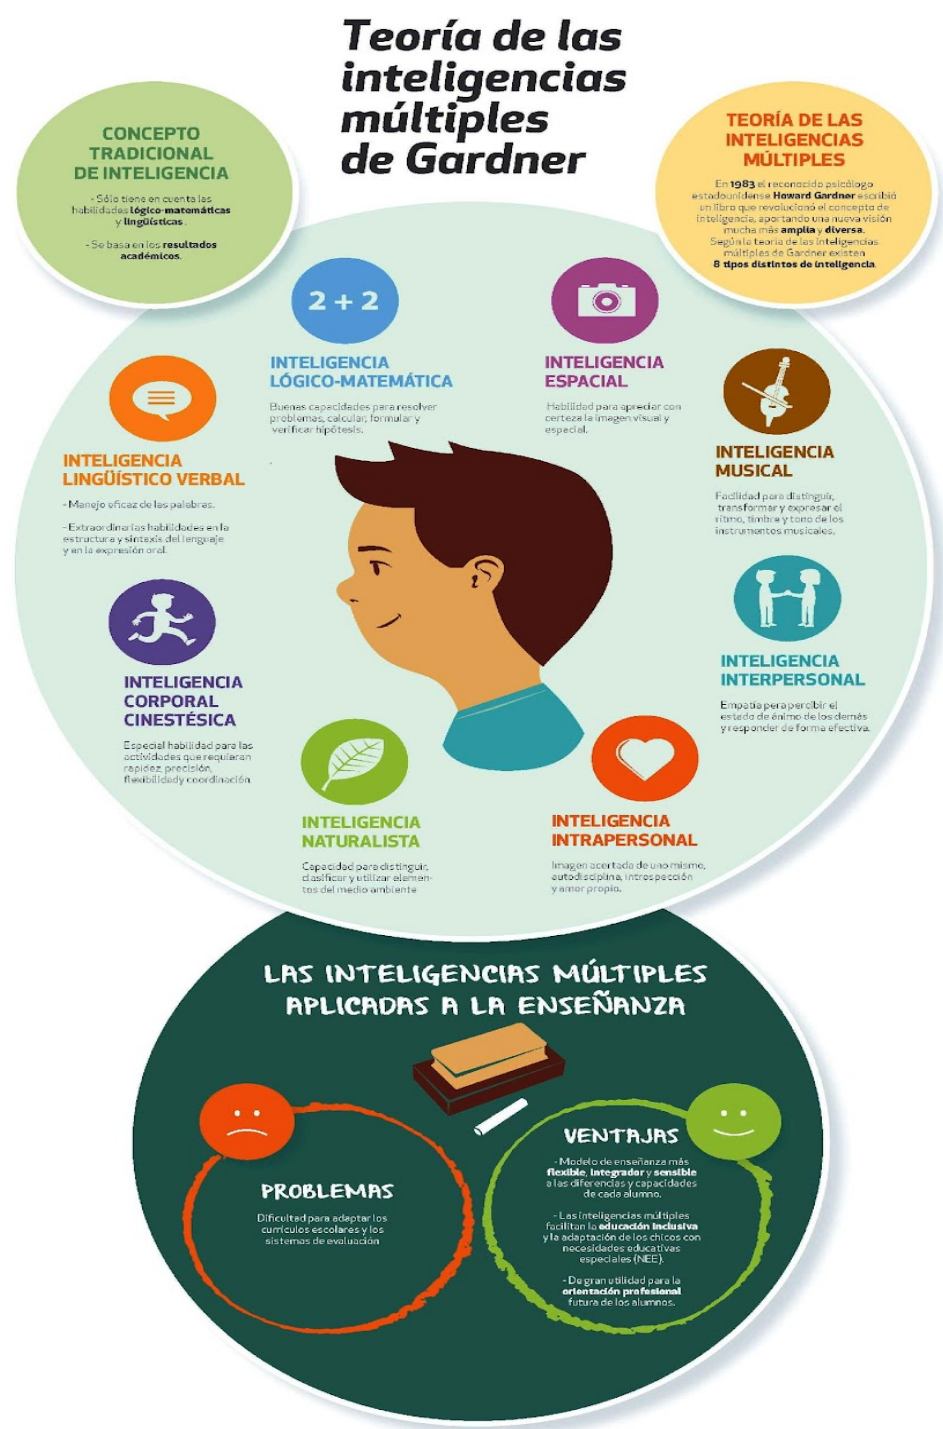 Teoría de las
inteligencias
múltiples
de Gardner
CONCEPTO
TRADICIONAL
DE INTELIGENCIA
- Sólo tiene en cuenta las
habilidades lógico-matemáticas
y lingüísticas.
- Se basa en los resultados
académicos.
TEORÍA DE LAS
INTELIGENCIAS
MÚLTIPLES
En 1983 el reconocido psicólogo
estadounidense Howard Gardner escribió
un libro que revolucionó el concepto de
inteligencia, aportando una nueva visión
mucha más amplia y diversa.
Según la teoría de las inteligencias
múltiples de Gardner existen
8 tipos distintos de inteligencia.
2 + 2
INTELIGENCIA
LÓGICO-MATEMÁTICA
Buenas capacidades para resolver
problemas, calcular, formular y
verificar hipótesis.
INTELIGENCIA
ESPACIAL
Habilidad para apreciar con
certeza la imagen visual y
espacial.
INTELIGENCIA
LINGÜÍSTICO VERBAL
- Manejo eficaz de las palabras.
- Extraordinarias habilidades en la
estructura y sintaxis del lenguaje
y en la expresión oral.
INTELIGENCIA
MUSICAL
Facilidad para distinguir,
transformar y expresar el
ritmo, timbre y tono de los
instrumentos musicales.
INTELIGENCIA
CORPORAL
CINESTÉSICA
Especial habilidad para las
actividades que requieran
rapidez, precisión,
flexibilidad y coordinación
INTELIGENCIA
INTERPERSONAL
Empatía pera percibir el
estado de ánimo de los demás
y responder de forma efectiva.
INTELIGENCIA
NATURALISTA
Capacidad para distinguir,
clasificar y utilizar elemen-
tos del medio ambiente
INTELIGENCIA
INTRAPERSONAL
Imagen acertada de uno mismo,
autodisciplina, introspección
y amor propio.
LAS INTELIGENCIAS MÚLTIPLES
APLICADAS A LA ENSEÑANZA
PROBLEMAS
Dificultad para adaptar los
currículos escolares y los
sistemas de evaluación
VENTAJAS
- Modelo de enseñanza más
flexible, integrador y sensible
a las diferencias y capacidades
de cada alumno.
- Las inteligencias múltiples
facilitan la educación inclusiva
y la adaptación de los chicos con
necesidades educativas
especiales (NEE).
- De gran utilidad para la
orientación profesional
futura de los alumnos.